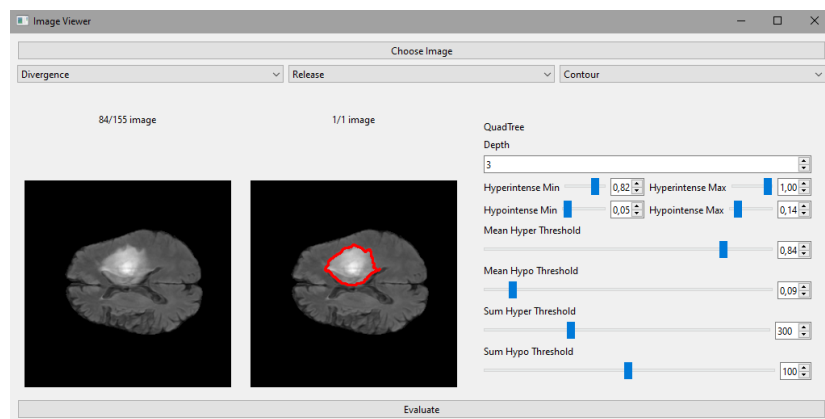 Image Viewer
Choose Image
Divergence Release Contour
84/155 image 1/1 image
QuadTree
Depth
3
Hyperintense Min 0,82 Hyperintense Max 1,00
Hypointense Min 0,05 Hypointense Max 0,14
Mean Hyper Threshold
0,84
Mean Hypo Threshold
0,09
Sum Hyper Threshold
300
Sum Hypo Threshold
100
Evaluate